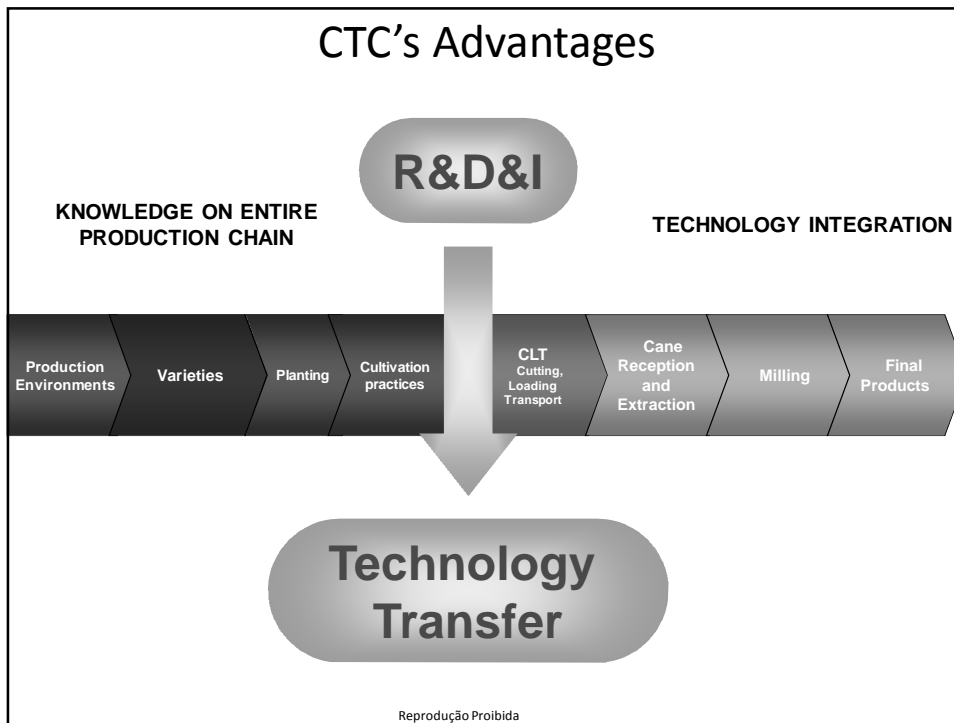 CTC's Advantages
R&D&I
KNOWLEDGE ON ENTIRE
PRODUCTION CHAIN
TECHNOLOGY INTEGRATION
Production
Environments
Varieties
Planting
Cultivation
practices
CLT
Cutting,
Loading
Transport
Cane
Reception
and
Extraction
Milling
Final
Products
Technology
Transfer
Reprodução Proibida